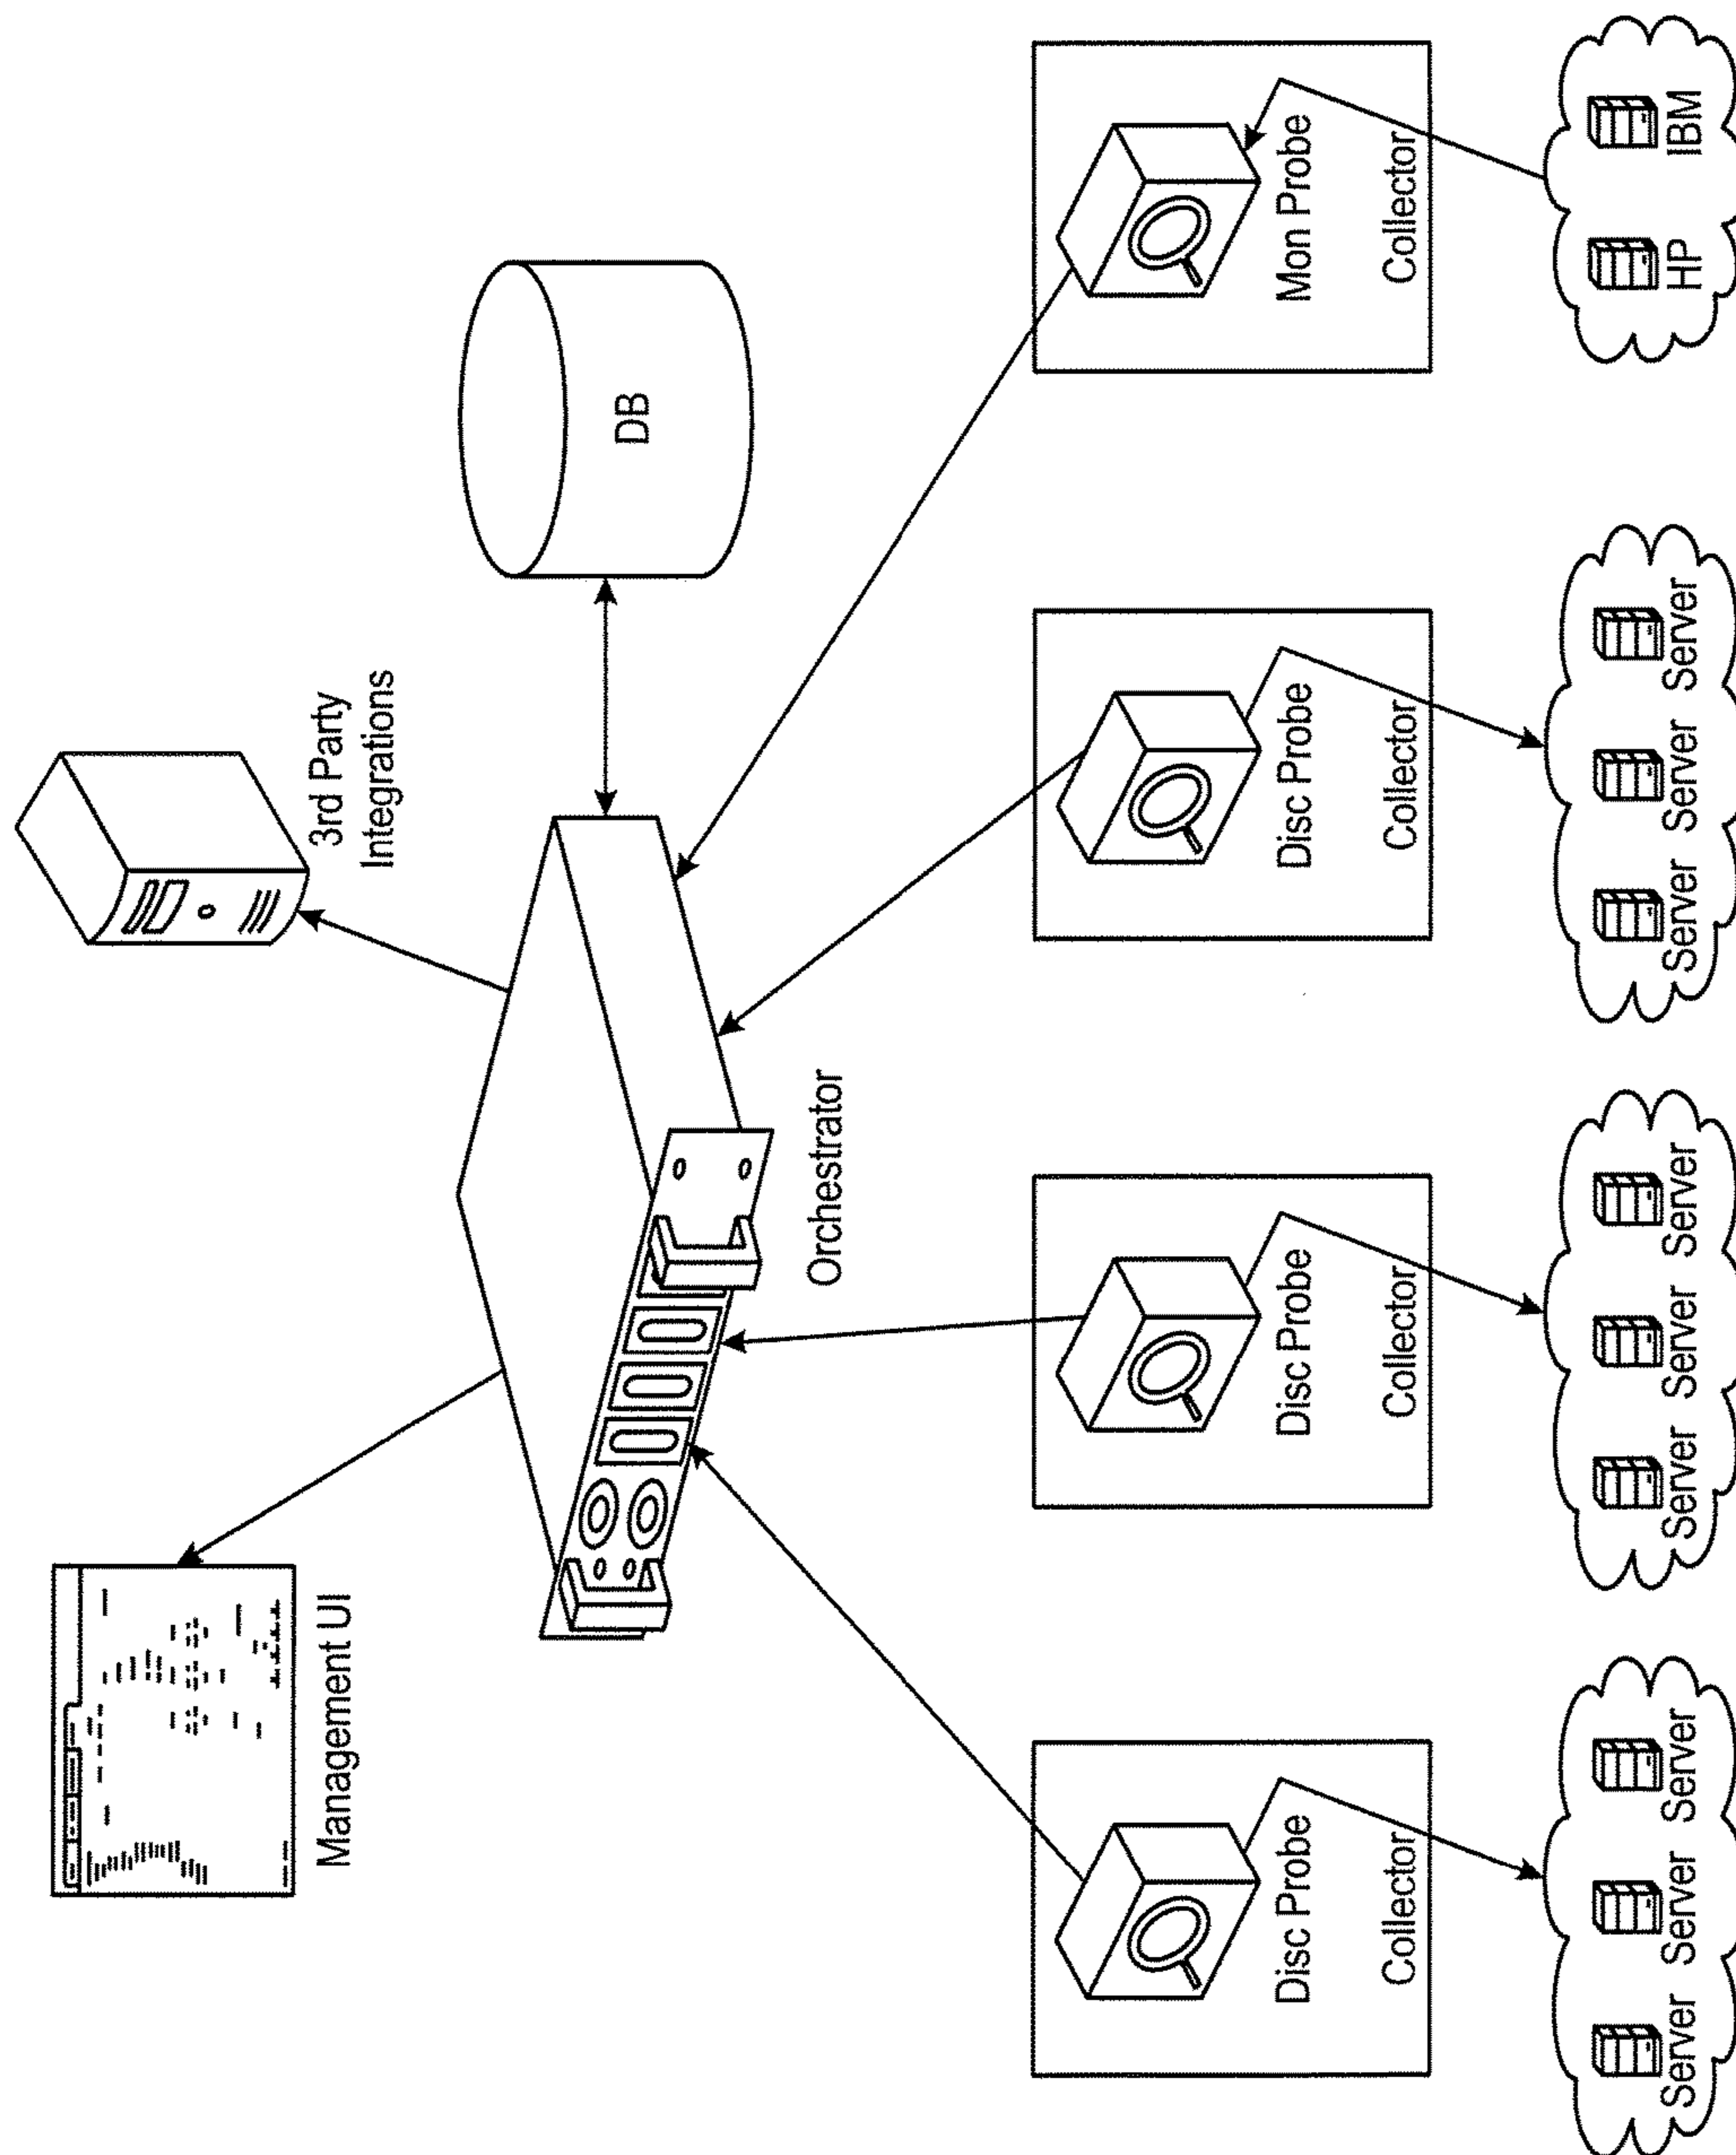 Management UI
3rd Party
Integrations
DB
Orchestrator
Disc Probe
Collector
Disc Probe
Collector
Disc Probe
Collector
Mon Probe
Collector
Server Server Server
Server Server Server
Server Server Server
HP IBM